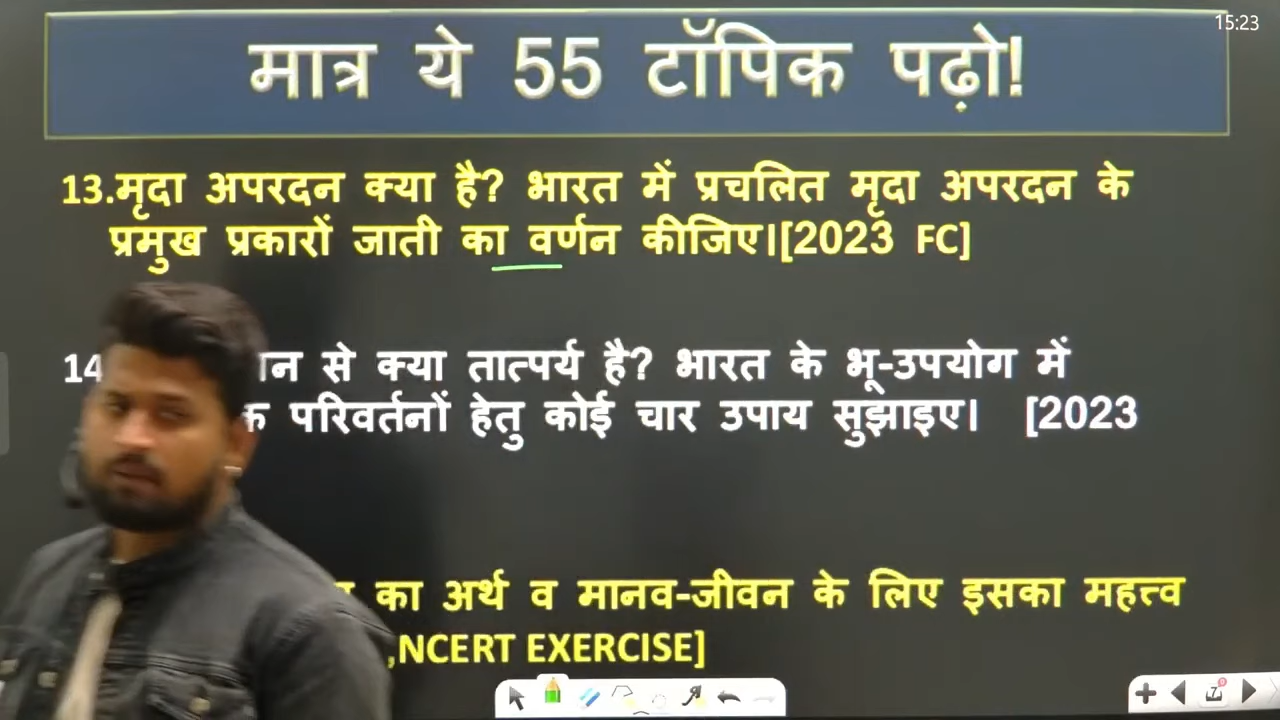 15:23
मात्र ये 55 टॉपिक पढ़ो!
13.मृदा अपरदन क्या है? भारत में प्रचलित मृदा अपरदन के
प्रमुख प्रकारों जाती का वर्णन कीजिए।[2023 FC]
14 से क्या तात्पर्य है? भारत के भू-उपयोग में
परिवर्तनों हेतु कोई चार उपाय सुझाइए। [2023
का अर्थ व मानव-जीवन के लिए इसका महत्त्व
,NCERT EXERCISE]